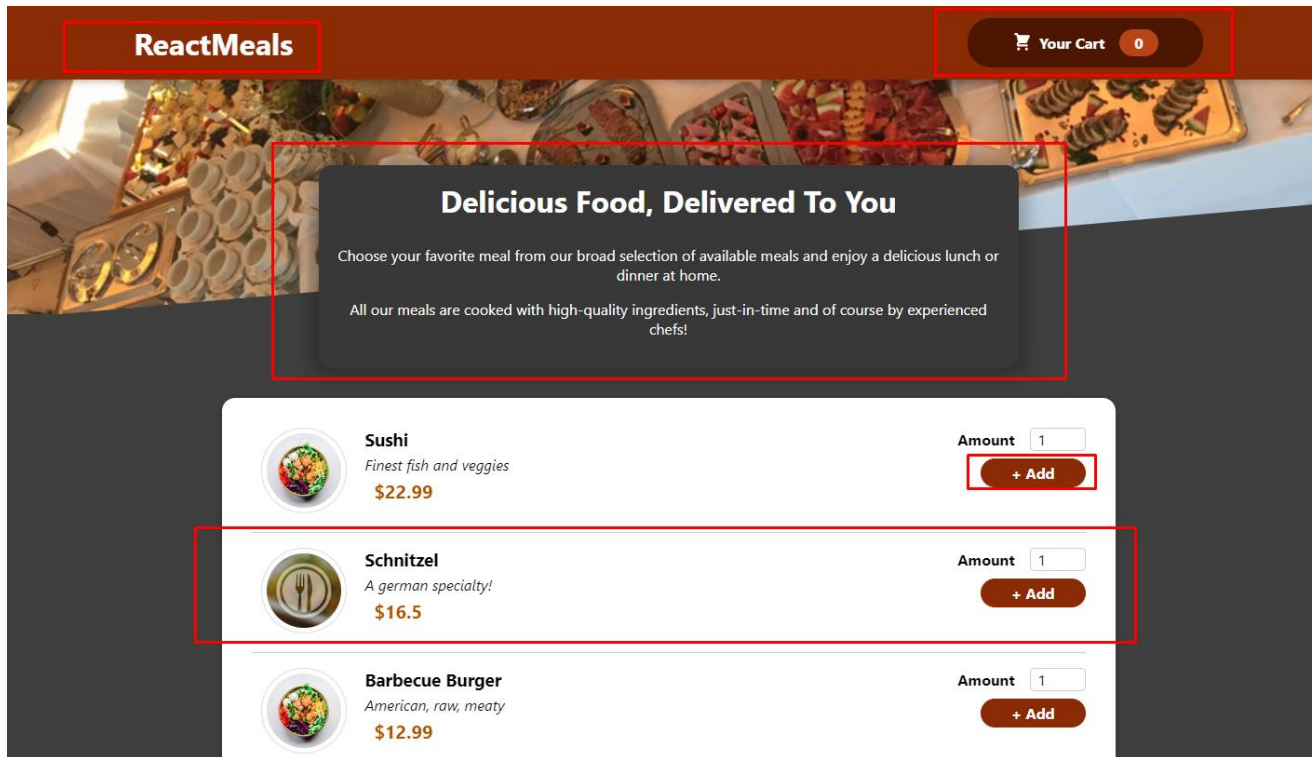 ReactMeals
Your Cart 0
Delicious Food, Delivered To You
Choose your favorite meal from our broad selection of available meals and enjoy a delicious lunch or
dinner at home.
All our meals are cooked with high-quality ingredients, just-in-time and of course by experienced
chefs!
Sushi
Finest fish and veggies
$22.99
Amount 1
+ Add
Schnitzel
A german specialty!
$16.5
Amount 1
+ Add
Barbecue Burger
American, raw, meaty
$12.99
Amount 1
+ Add